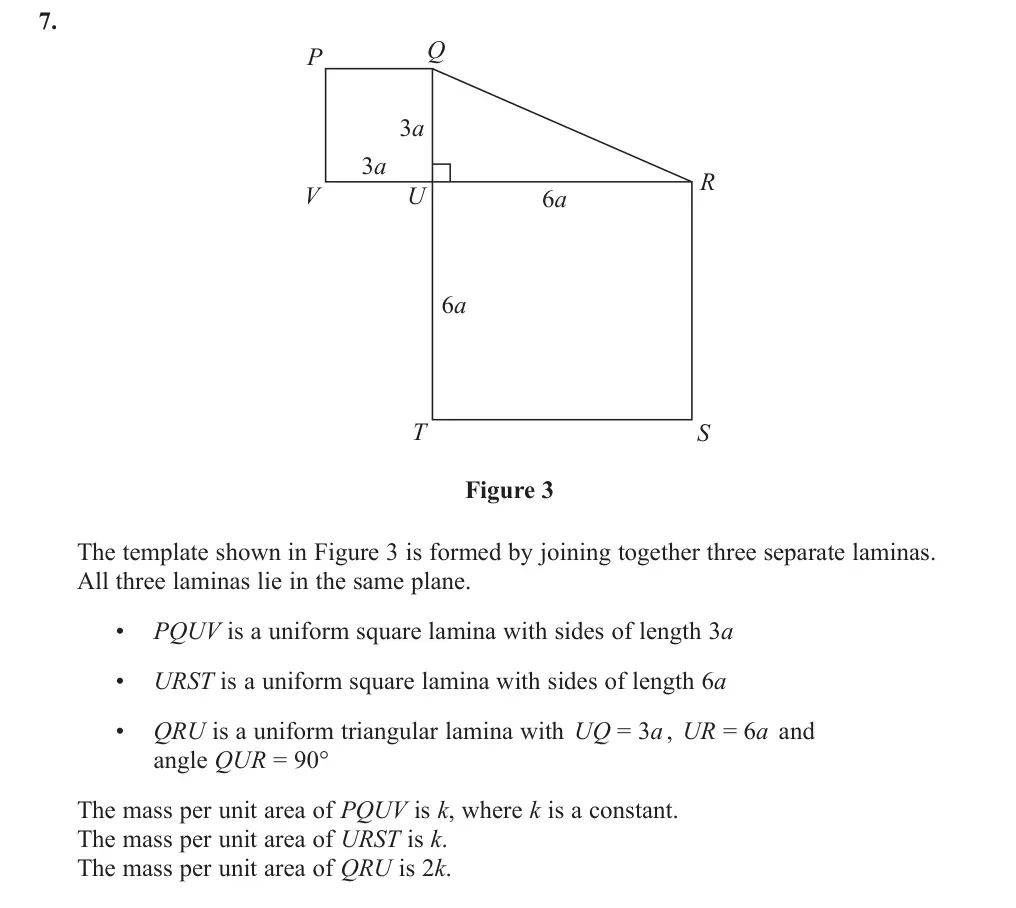 7.
P
Q
3a
3a
V
U
R
6a
6a
T
S
Figure 3
The template shown in Figure 3 is formed by joining together three separate laminas.
All three laminas lie in the same plane.
• PQUV is a uniform square lamina with sides of length 3a
• URST is a uniform square lamina with sides of length 6a
• QRU is a uniform triangular lamina with UQ = 3a, UR = 6a and
angle QUR = 90°
The mass per unit area of PQUV is k, where k is a constant.
The mass per unit area of URST is k.
The mass per unit area of QRU is 2k.